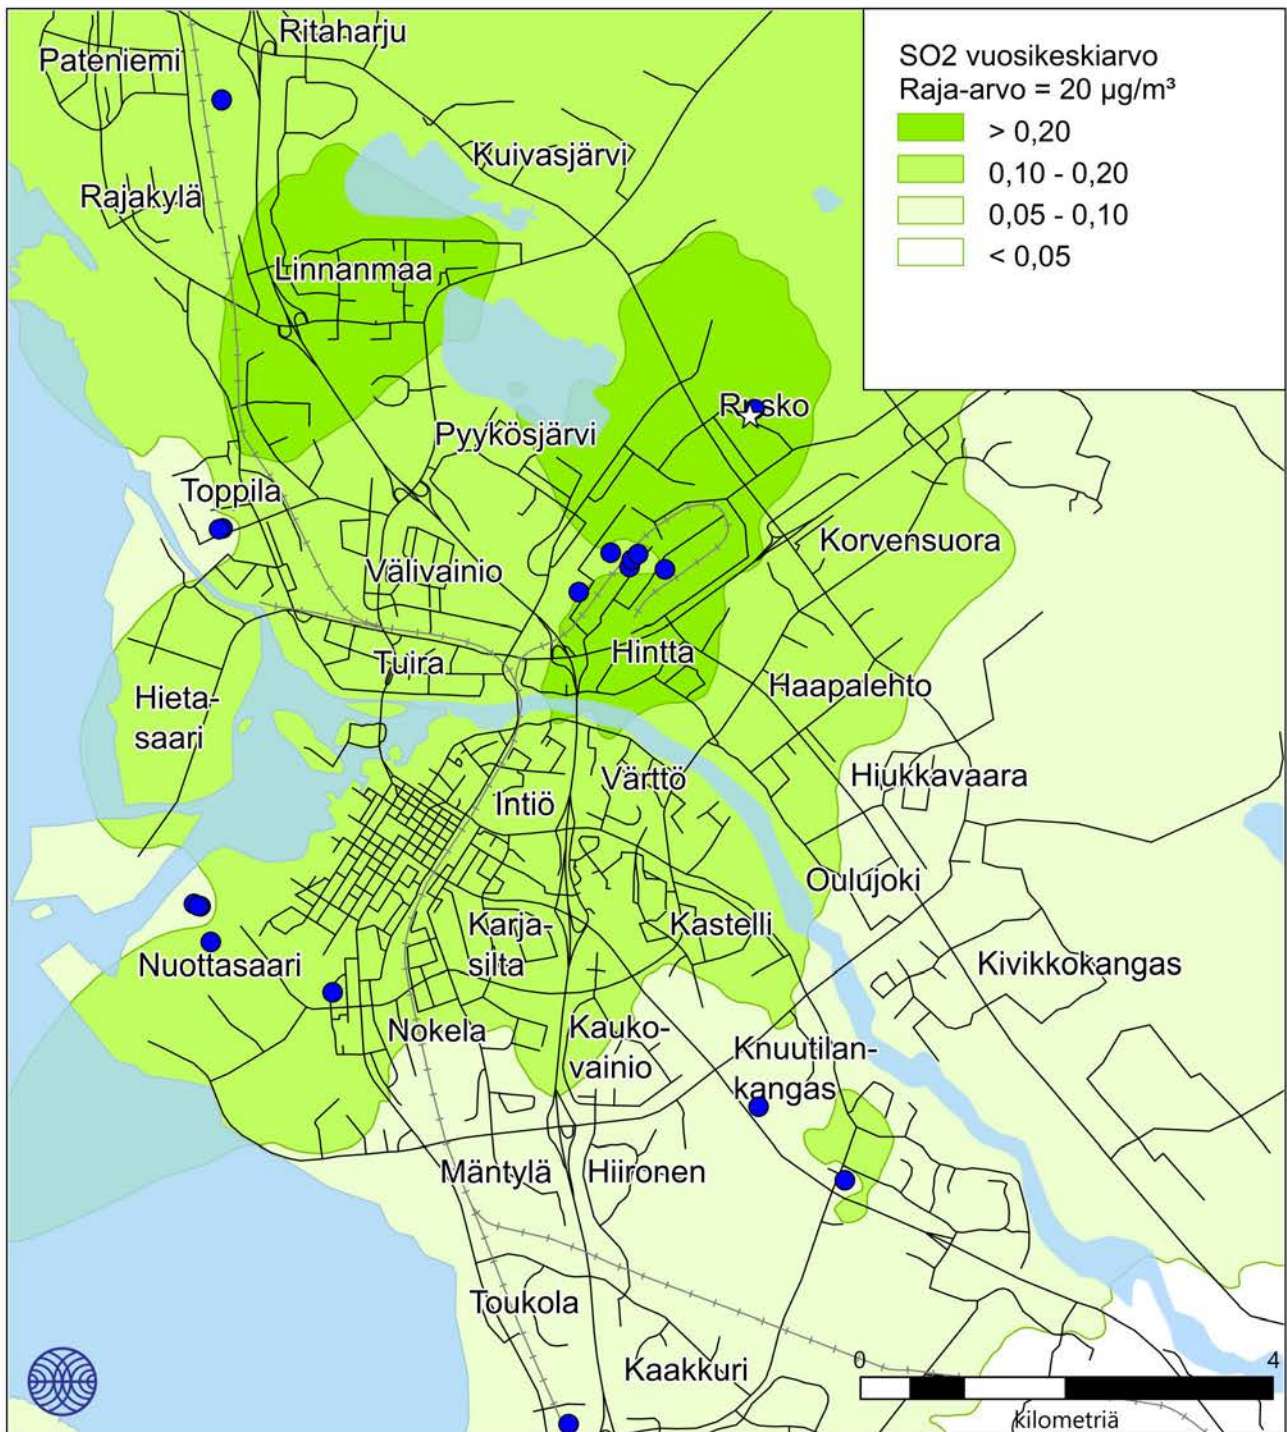 Ritaharju
Pateniemi
SO2 vuosikeskiarvo
Raja-arvo = 20 µg/m³
> 0,20
0,10 - 0,20
0,05 - 0,10
< 0,05
Kuivasjärvi
Rajakylä
Linnanmaa
Pyykösjärvi
Toppila
Korvensuora
Välivainio
Hintta
Tuira
Haapalehto
Hieta-
saari
Värttö
Hiukkavaara
Intiö
Oulujoki
Karja-
silta
Kastelli
Nuottasaari
Kivikkokangas
Nokela
Kauko-
vainio
Knuutilan-
kangas
Mäntylä
Hiironen
Toukola
Kaakkuri
0
4
kilometriä